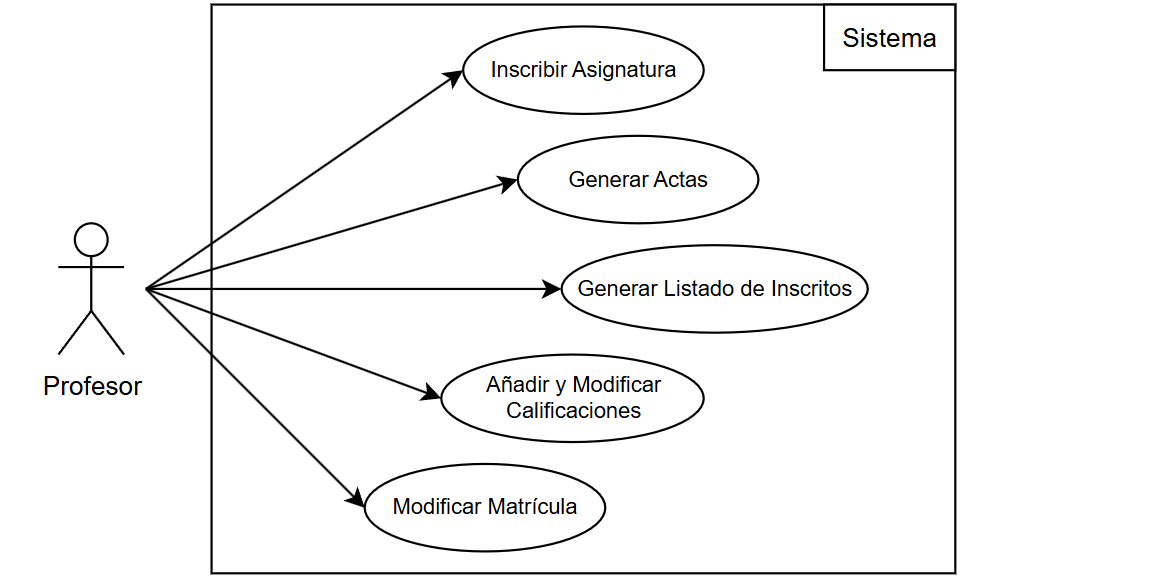 Sistema
Inscribir Asignatura
Generar Actas
Generar Listado de Inscritos
Profesor
Añadir y Modificar
Calificaciones
Modificar Matrícula